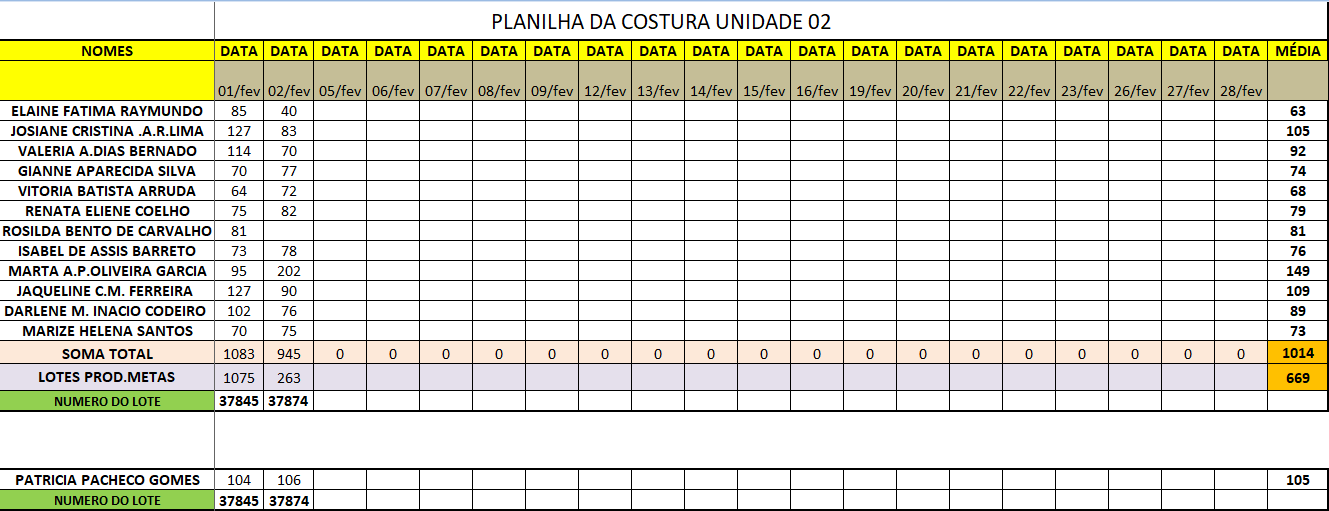 PLANILHA DA COSTURA UNIDADE 02
NOMES DATA DATA DATA DATA DATA DATA DATA DATA DATA DATA DATA DATA DATA DATA DATA DATA DATA DATA DATA DATA MÉDIA
01/fev 02/fev 05/fev 06/fev 07/fev 08/fev 09/fev 12/fev 13/fev 14/fev 15/fev 16/fev 19/fev 20/fev 21/fev 22/fev 23/fev 26/fev 27/fev 28/fev
ELAINE FATIMA RAYMUNDO 85 40 63
JOSIANE CRISTINA .A.R.LIMA 127 83 105
VALERIA A.DIAS BERNADO 114 70 92
GIANNE APARECIDA SILVA 70 77 74
VITORIA BATISTA ARRUDA 64 72 68
RENATA ELIENE COELHO 75 82 79
ROSILDA BENTO DE CARVALHO 81 81
ISABEL DE ASSIS BARRETO 73 78 76
MARTA A.P.OLIVEIRA GARCIA 95 202 149
JAQUELINE C.M. FERREIRA 127 90 109
DARLENE M. INACIO CODEIRO 102 76 89
MARIZE HELENA SANTOS 70 75 73
SOMA TOTAL 1083 945 0 0 0 0 0 0 0 0 0 0 0 0 0 0 0 0 0 0 1014
LOTES PROD.METAS 1075 263 669
NUMERO DO LOTE 37845 37874
PATRICIA PACHECO GOMES 104 106 105
NUMERO DO LOTE 37845 37874